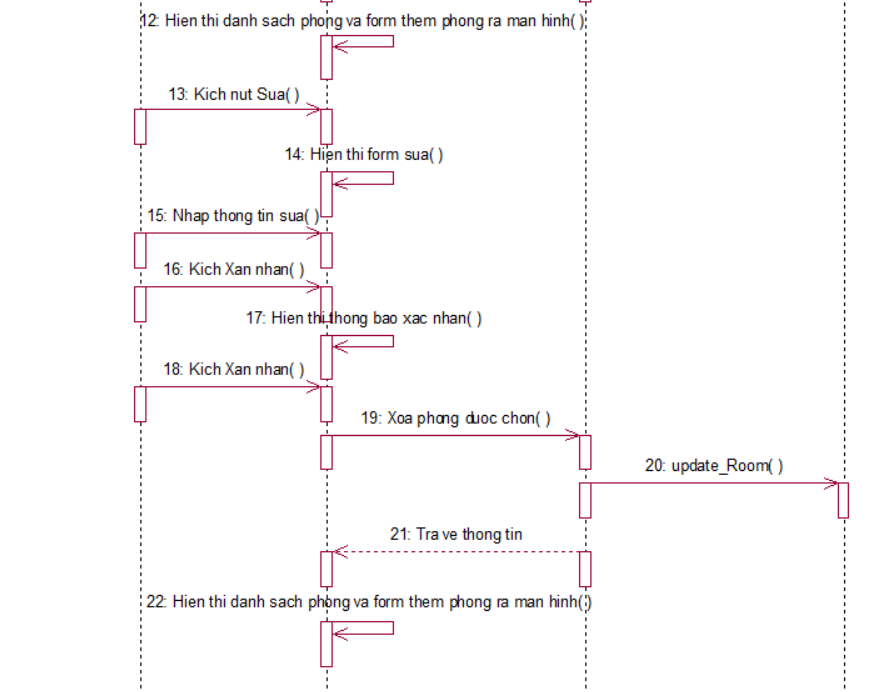 12: Hien thi danh sach phong va form them phong ra man hinh( )
13: Kich nut Sua( )
14: Hien thi form sua( )
15: Nhap thong tin sua( )
16: Kich Xan nhan( )
17: Hien thi thong bao xac nhan( )
18: Kich Xan nhan( )
19: Xoa phong duoc chon( )
20: update_Room( )
21: Tra ve thong tin
22: Hien thi danh sach phong va form them phong ra man hinh( )